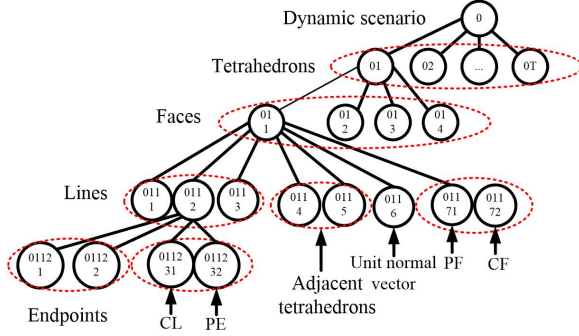 Dynamic scenario
0
Tetrahedrons
01
02
...
0T
Faces
01
1
01
2
01
3
01
4
Lines
011
1
011
2
011
3
011
4
011
5
011
6
011
71
011
72
Endpoints
0112
1
0112
2
0112
31
0112
32
CL
PE
Adjacent
tetrahedrons
Unit normal
vector
PF
CF